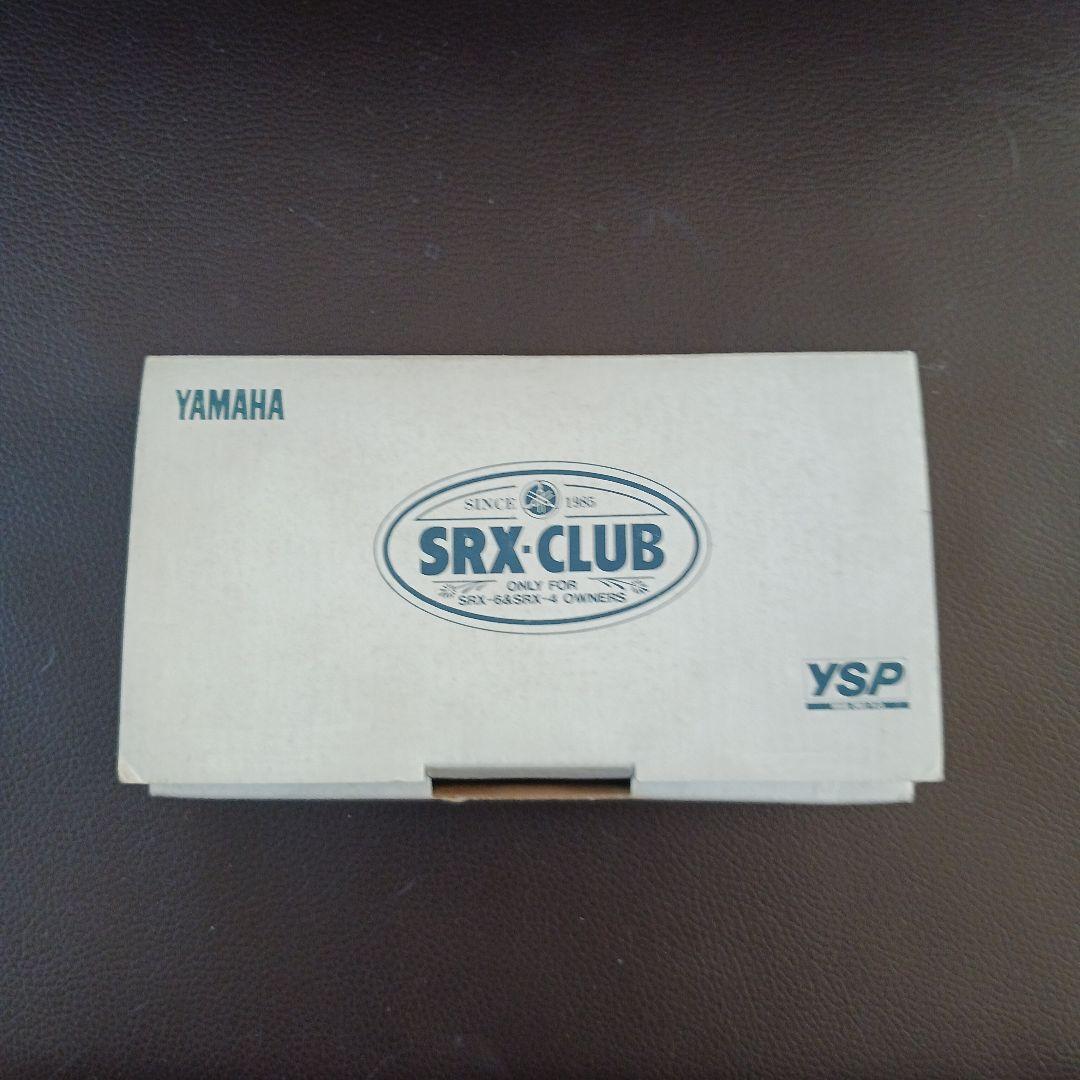 YAMAHA
SINCE 1985
SRX·CLUB
ONLY FOR
SRX-6&SRX-4 OWNERS
YSP